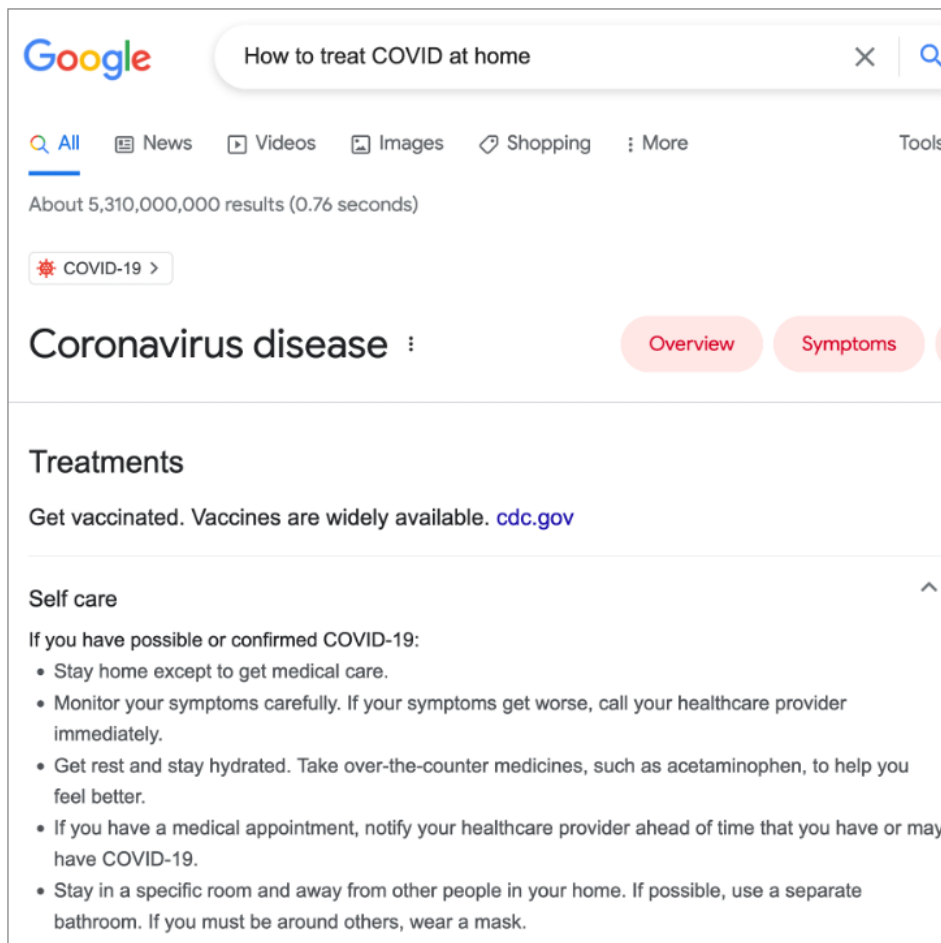 Google How to treat COVID at home
All News Videos Images Shopping More Tools
About 5,310,000,000 results (0.76 seconds)
COVID-19
Coronavirus disease Overview Symptoms
Treatments
Get vaccinated. Vaccines are widely available. cdc.gov
Self care
If you have possible or confirmed COVID-19:
• Stay home except to get medical care.
• Monitor your symptoms carefully. If your symptoms get worse, call your healthcare provider
immediately.
• Get rest and stay hydrated. Take over-the-counter medicines, such as acetaminophen, to help you
feel better.
• If you have a medical appointment, notify your healthcare provider ahead of time that you have or may
have COVID-19.
• Stay in a specific room and away from other people in your home. If possible, use a separate
bathroom. If you must be around others, wear a mask.